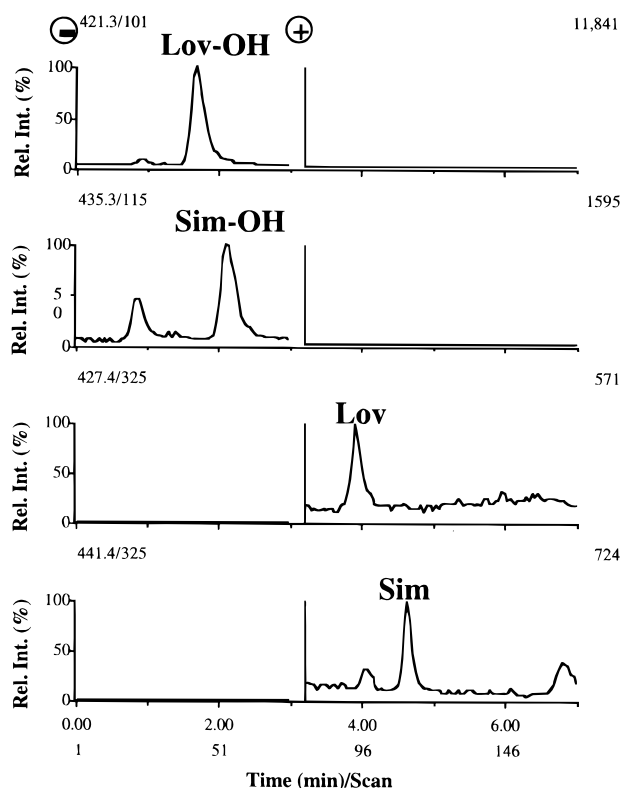 − 421.3/101 + 11,841
Lov-OH
Rel. Int. (%)
100
50
0
435.3/115 1595
Sim-OH
Rel. Int. (%)
100
5
0
0
427.4/325 571
Lov
Rel. Int. (%)
100
50
0
441.4/325 724
Sim
Rel. Int. (%)
100
50
0
0.00 2.00 4.00 6.00
1 51 96 146
Time (min)/Scan